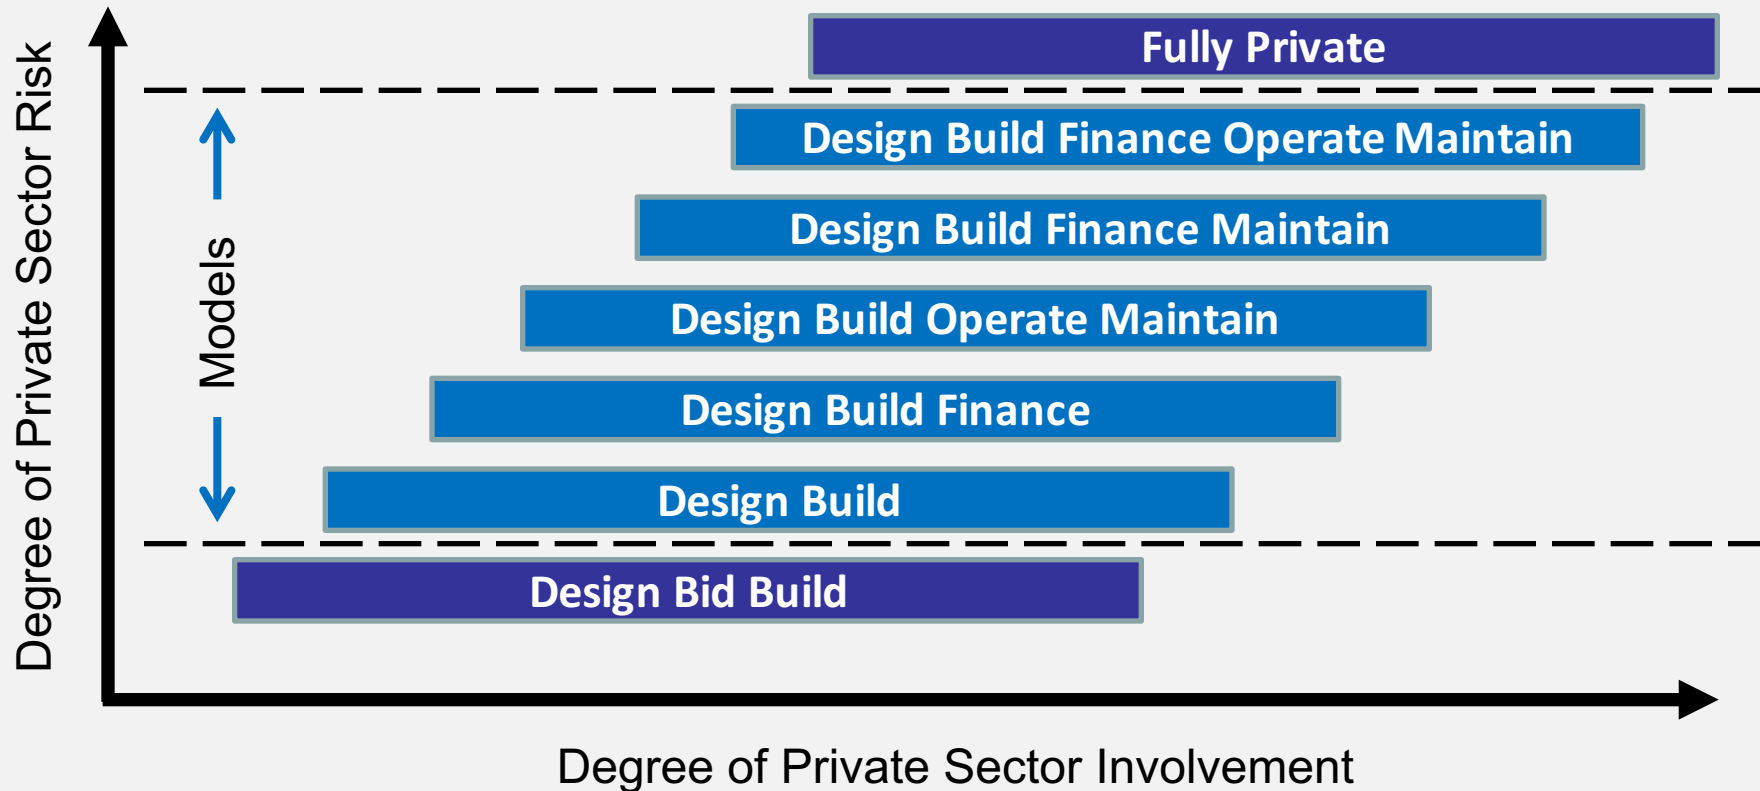 Degree of Private Sector Risk
Models
Fully Private
Design Build Finance Operate Maintain
Design Build Finance Maintain
Design Build Operate Maintain
Design Build Finance
Design Build
Design Bid Build
Degree of Private Sector Involvement